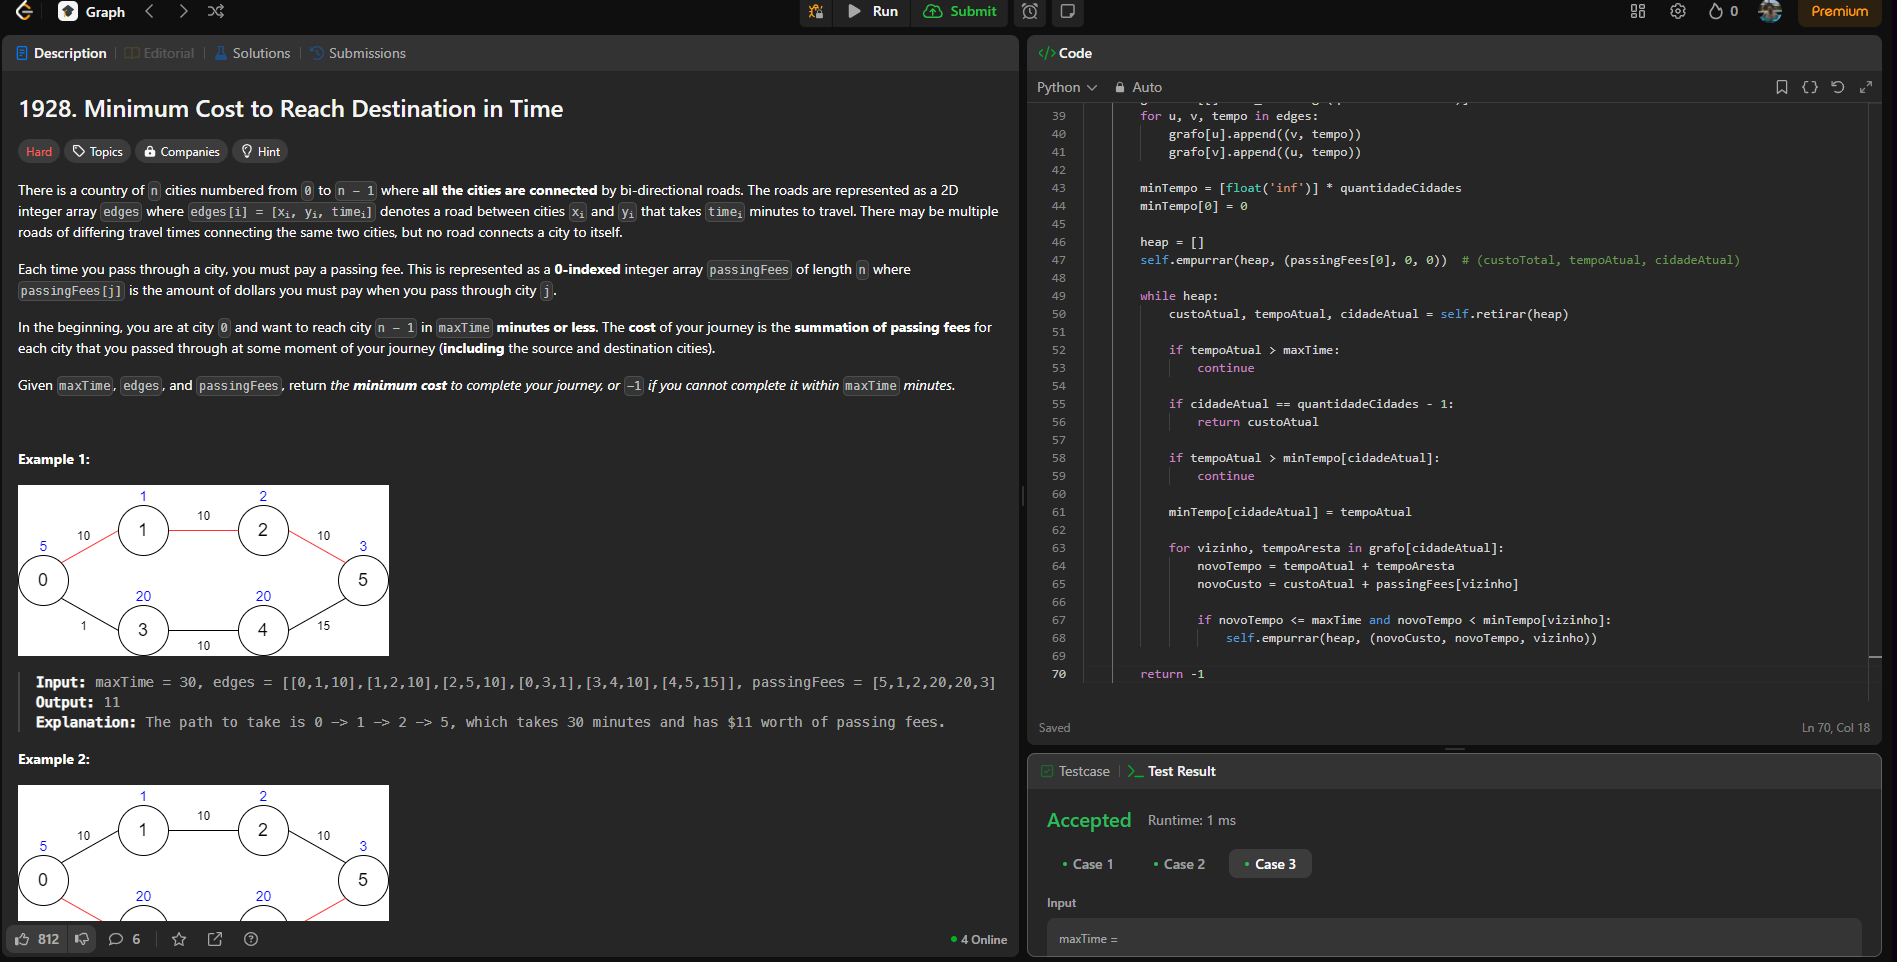 Graph
Run
Submit
0
Premium
Description
Editorial
Solutions
Submissions
1928. Minimum Cost to Reach Destination in Time
Hard
Topics
Companies
Hint
There is a country of n cities numbered from 0 to n - 1 where all the cities are connected by bi-directional roads. The roads are represented as a 2D
integer array edges where edges[i] = [xi, yi, timei] denotes a road between cities xi and yi that takes timei minutes to travel. There may be multiple
roads of differing travel times connecting the same two cities, but no road connects a city to itself.
Each time you pass through a city, you must pay a passing fee. This is represented as a 0-indexed integer array passingFees of length n where
passingFees[j] is the amount of dollars you must pay when you pass through city j.
In the beginning, you are at city 0 and want to reach city n - 1 in maxTime minutes or less. The cost of your journey is the summation of passing fees for
each city that you passed through at some moment of your journey (including the source and destination cities).
Given maxTime, edges, and passingFees, return the minimum cost to complete your journey, or -1 if you cannot complete it within maxTime minutes.
Example 1:
1 2
10
10 1 2 10
5 3
0 5
20 20
1 3 4 15
10
Input: maxTime = 30, edges = [[0,1,10],[1,2,10],[2,5,10],[0,3,1],[3,4,10],[4,5,15]], passingFees = [5,1,2,20,20,3]
Output: 11
Explanation: The path to take is 0 -> 1 -> 2 -> 5, which takes 30 minutes and has $11 worth of passing fees.
Example 2:
1 2
10
10 1 2 10
5 3
0 5
20 20
812
6
4 Online
Code
Python
Auto
39 for u, v, tempo in edges:
40 grafo[u].append((v, tempo))
41 grafo[v].append((u, tempo))
42
43 minTempo = [float('inf')] * quantidadeCidades
44 minTempo[0] = 0
45
46 heap = []
47 self.empurrar(heap, (passingFees[0], 0, 0)) # (custoTotal, tempoAtual, cidadeAtual)
48
49 while heap:
50 custoAtual, tempoAtual, cidadeAtual = self.retirar(heap)
51
52 if tempoAtual > maxTime:
53 continue
54
55 if cidadeAtual == quantidadeCidades - 1:
56 return custoAtual
57
58 if tempoAtual > minTempo[cidadeAtual]:
59 continue
60
61 minTempo[cidadeAtual] = tempoAtual
62
63 for vizinho, tempoAresta in grafo[cidadeAtual]:
64 novoTempo = tempoAtual + tempoAresta
65 novoCusto = custoAtual + passingFees[vizinho]
66
67 if novoTempo <= maxTime and novoTempo < minTempo[vizinho]:
68 self.empurrar(heap, (novoCusto, novoTempo, vizinho))
69
70 return -1
Saved
Ln 70, Col 18
Testcase
Test Result
Accepted
Runtime: 1 ms
Case 1
Case 2
Case 3
Input
maxTime =